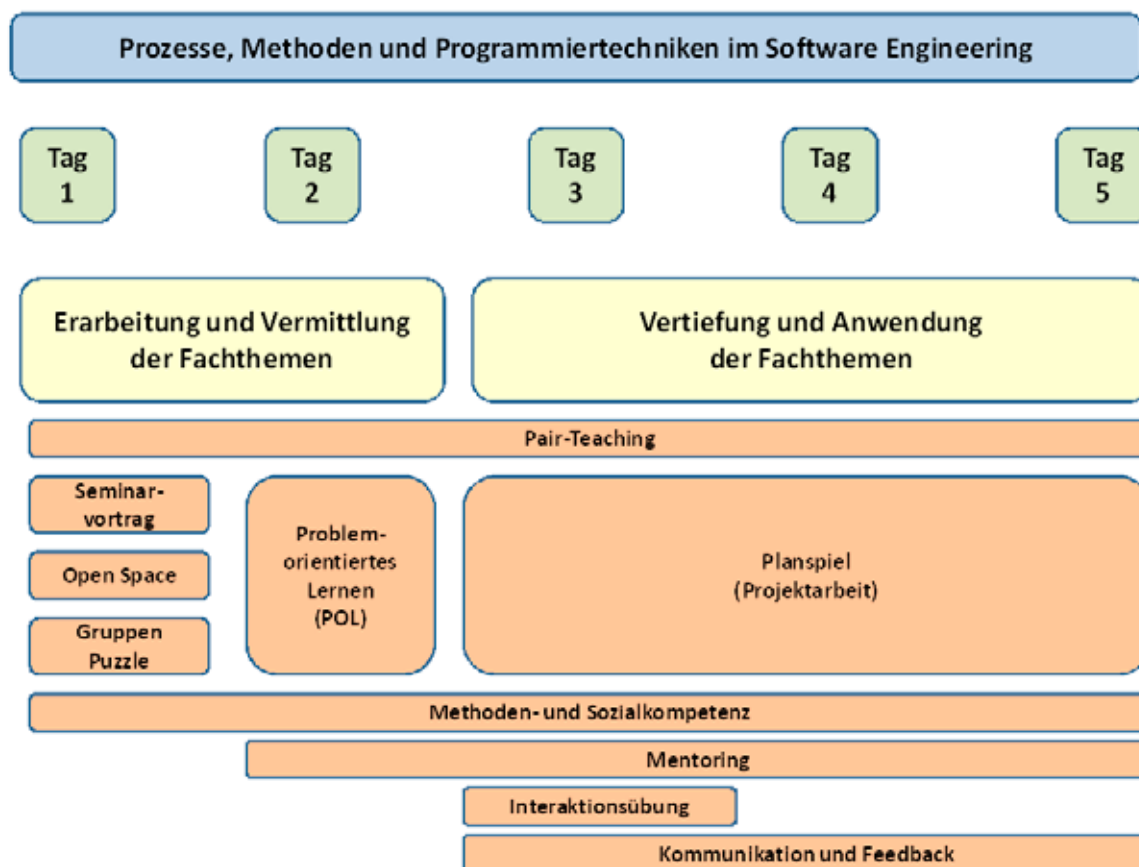 Prozesse, Methoden und Programmiertechniken im Software Engineering
Tag
1
Tag
2
Tag
3
Tag
4
Tag
5
Erarbeitung und Vermittlung
der Fachthemen
Vertiefung und Anwendung
der Fachthemen
Pair-Teaching
Seminar-
vortrag
Open Space
Gruppen
Puzzle
Problem-
orientiertes
Lernen
(POL)
Planspiel
(Projektarbeit)
Methoden- und Sozialkompetenz
Mentoring
Interaktionsübung
Kommunikation und Feedback